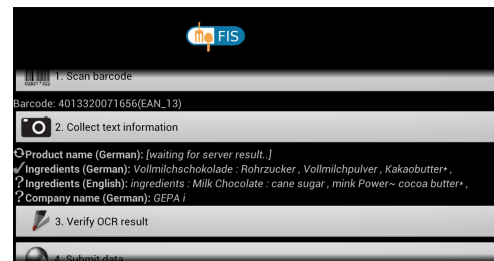 mo FIS
1. Scan barcode
Barcode: 4013320071656(EAN_13)
2. Collect text information
Product name (German): [waiting for server result..]
Ingredients (German): Vollmilchschokolade : Rohrzucker , Vollmilchpulver , Kakaobutter* ,
Ingredients (English): ingredients : Milk Chocolate : cane sugar , mink Power~ cocoa butter* ,
Company name (German): GEPA i
3. Verify OCR result
4. Submit data